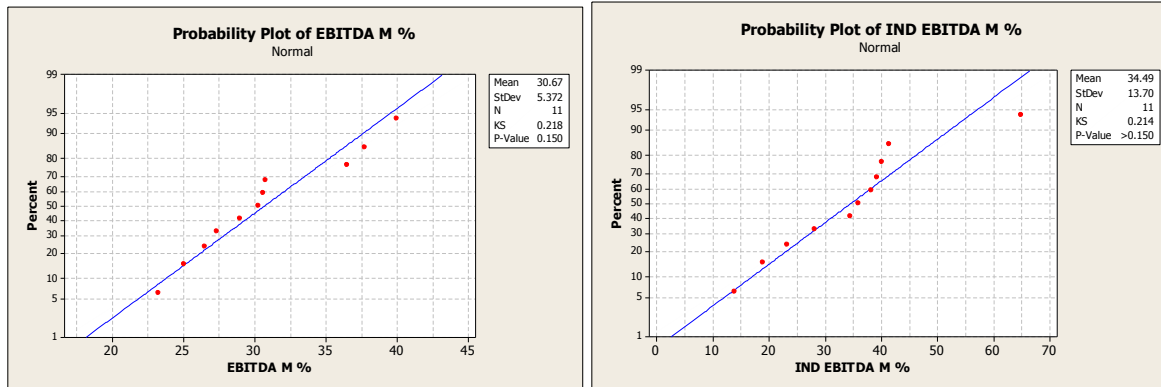 Probability Plot of EBITDA M %
Normal
99
95
90
80
70
60
50
40
30
20
10
5
1
Percent
20 25 30 35 40 45
EBITDA M %
Mean 30.67
StDev 5.372
N 11
KS 0.218
P-Value 0.150
Probability Plot of IND EBITDA M %
Normal
99
95
90
80
70
60
50
40
30
20
10
5
1
Percent
0 10 20 30 40 50 60 70
IND EBITDA M %
Mean 34.49
StDev 13.70
N 11
KS 0.214
P-Value >0.150